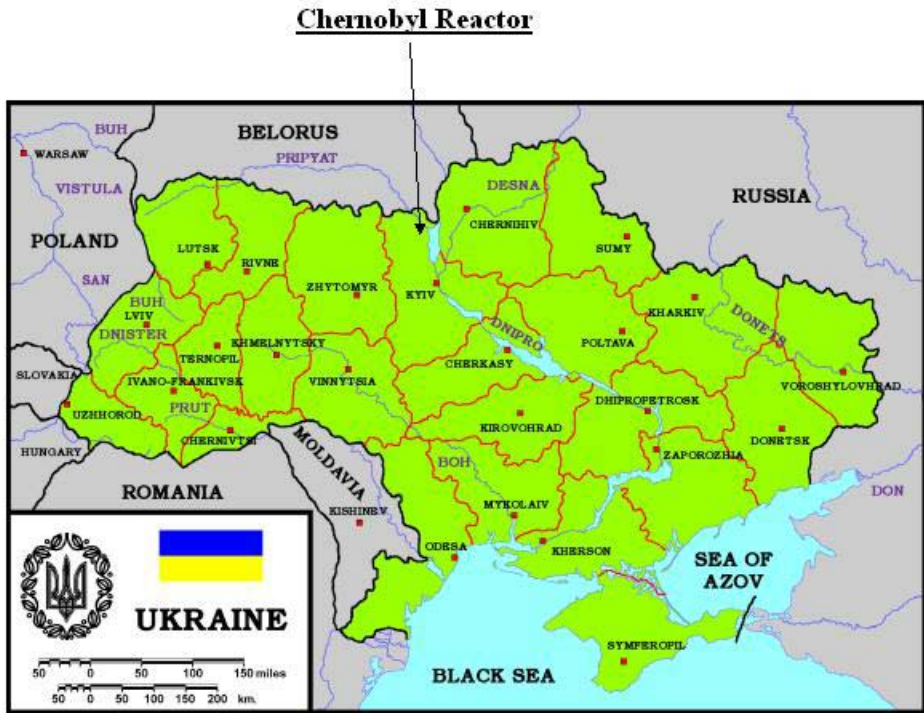 Chernobyl Reactor
BUH
BELORUS
WARSAW
PRIPYAT
VISTULA
DESNA
RUSSIA
CHERNIHIV
POLAND
LUTSK
SUMY
RIVNE
SAN
ZHYTOMYR
KYIV
BUH
KHARKIV
LVIV
DNISTER
DNIPRO
DONETS
POLTAVA
KHMELNYTSKY
TERNOPIL
CHERKASY
SLOVAKIA
IVANO-FRANKIVSK
VINNYTSIA
VOROSHYLOVHRAD
UZHHOROD
PRUT
DHIPROPETROSK
KIROVOHRAD
CHERNIVTSI
DONETSK
HUNGARY
MOLDAVIA
BOH
ZAPOROZHIA
ROMANIA
DON
MYKOLAIV
KISHINEV
ODESA
KHERSON
SEA OF
AZOV
UKRAINE
SYMFEROPIL
50 0 50 100 150 miles
BLACK SEA
50 0 50 100 150 200 km.